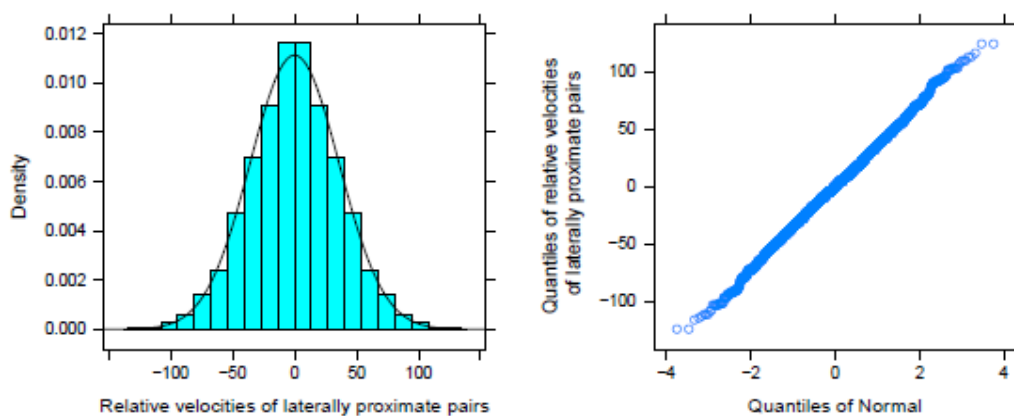 0.012
0.010
0.008
0.006
0.004
0.002
0.000
Density
−100 −50 0 50 100
Relative velocities of laterally proximate pairs
100
50
0
−50
−100
Quantiles of relative velocities
of laterally proximate pairs
−4 −2 0 2 4
Quantiles of Normal